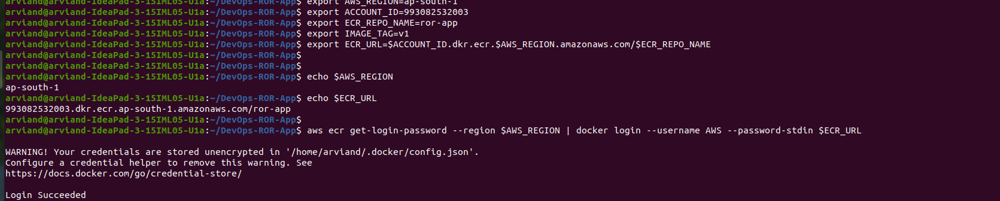 arviand@arviand-IdeaPad-3-15IML05-U1a:~/DevOps-ROR-App$ export AWS_REGION=ap-south-1
arviand@arviand-IdeaPad-3-15IML05-U1a:~/DevOps-ROR-App$ export ACCOUNT_ID=993082532003
arviand@arviand-IdeaPad-3-15IML05-U1a:~/DevOps-ROR-App$ export ECR_REPO_NAME=ror-app
arviand@arviand-IdeaPad-3-15IML05-U1a:~/DevOps-ROR-App$ export IMAGE_TAG=v1
arviand@arviand-IdeaPad-3-15IML05-U1a:~/DevOps-ROR-App$ export ECR_URL=$ACCOUNT_ID.dkr.ecr.$AWS_REGION.amazonaws.com/$ECR_REPO_NAME
arviand@arviand-IdeaPad-3-15IML05-U1a:~/DevOps-ROR-App$
arviand@arviand-IdeaPad-3-15IML05-U1a:~/DevOps-ROR-App$
arviand@arviand-IdeaPad-3-15IML05-U1a:~/DevOps-ROR-App$ echo $AWS_REGION
ap-south-1
arviand@arviand-IdeaPad-3-15IML05-U1a:~/DevOps-ROR-App$ echo $ECR_URL
993082532003.dkr.ecr.ap-south-1.amazonaws.com/ror-app
arviand@arviand-IdeaPad-3-15IML05-U1a:~/DevOps-ROR-App$
arviand@arviand-IdeaPad-3-15IML05-U1a:~/DevOps-ROR-App$ aws ecr get-login-password --region $AWS_REGION | docker login --username AWS --password-stdin $ECR_URL
WARNING! Your credentials are stored unencrypted in '/home/arviand/.docker/config.json'.
Configure a credential helper to remove this warning. See
https://docs.docker.com/go/credential-store/
Login Succeeded